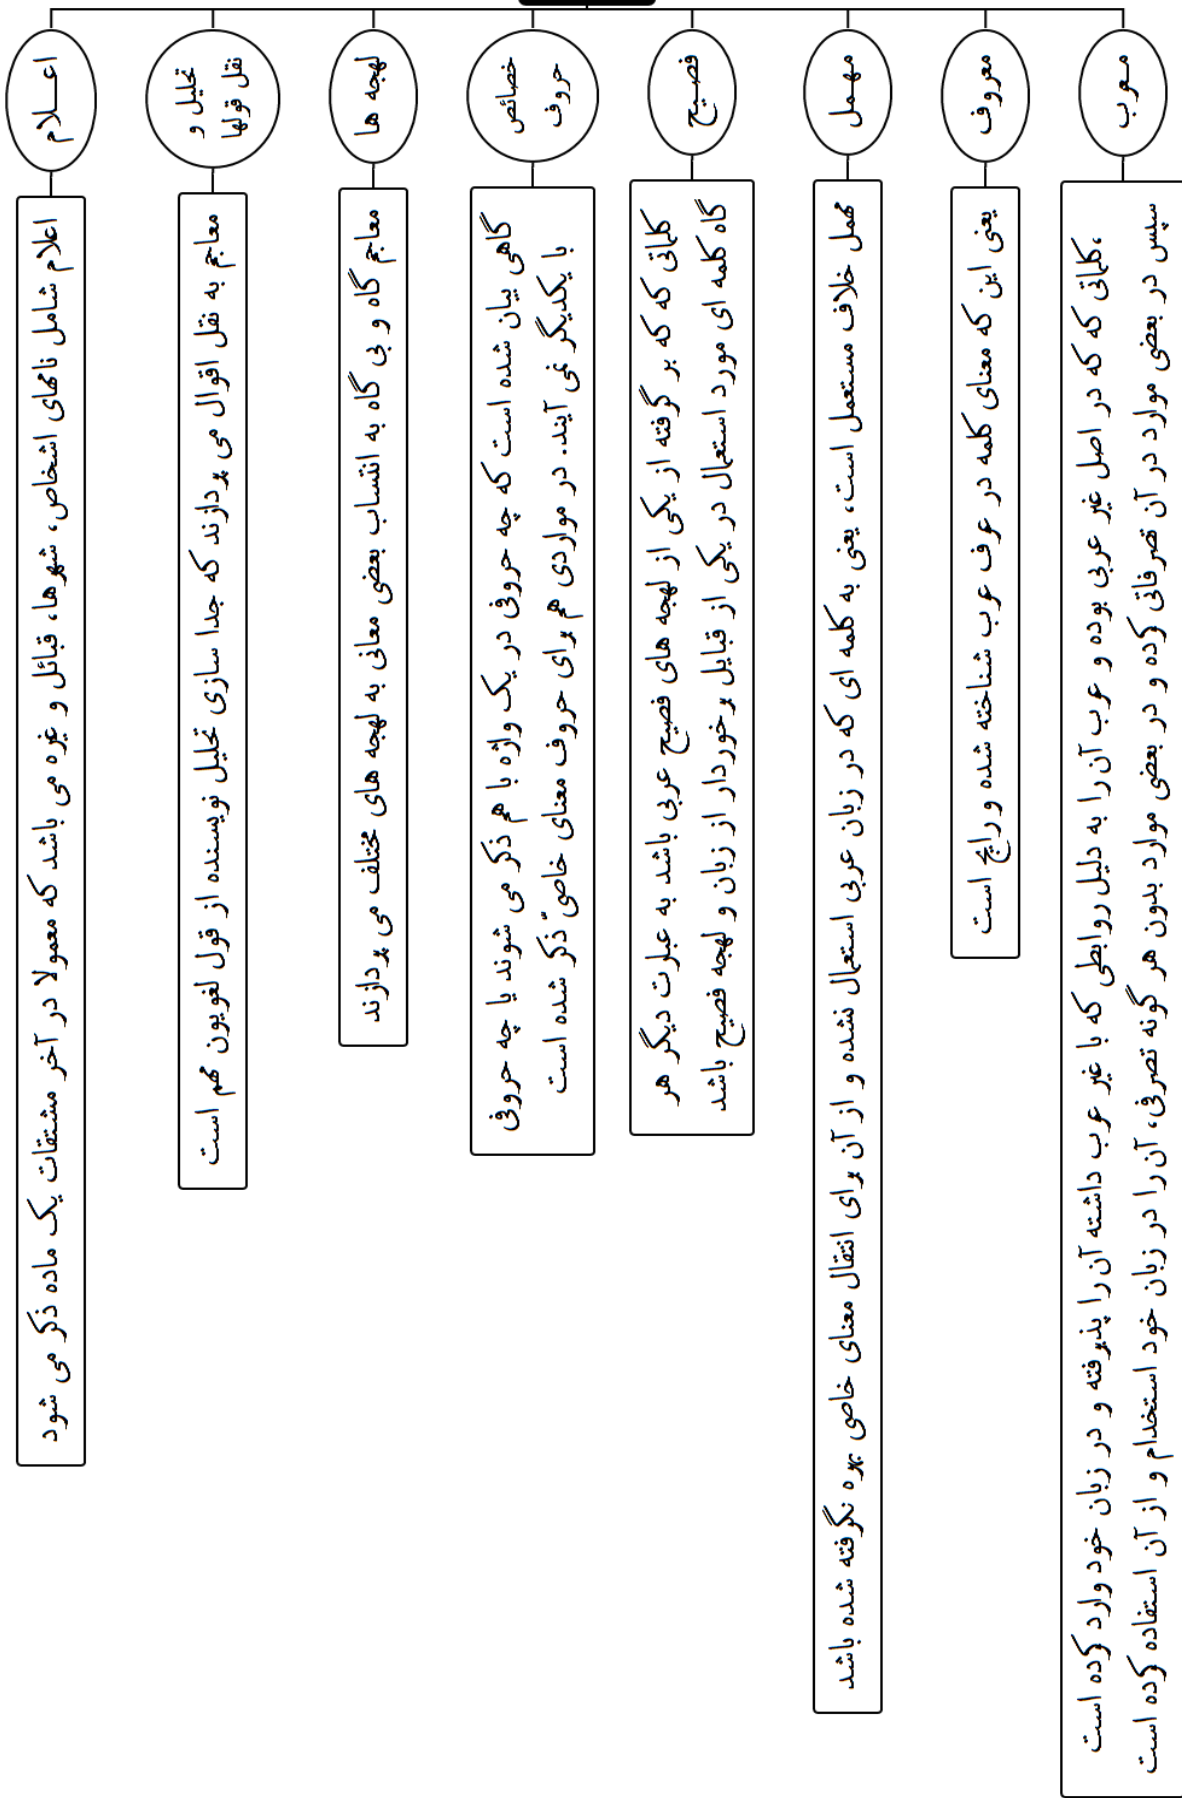 معرب
کلماتی که که در اصل غیر عربی بوده و عرب آن را به دلیل روابطی که با غیر عرب داشته آن را پذیرفته و در زبان خود وارد کرده است،
سپس در بعضی موارد در آن تصرفاتی کرده و در بعضی موارد بدون هر گونه تصرفی، آن را در زبان خود استخدام و از آن استفاده کرده است
معروف
یعنی این که معنای کلمه در عرف عرب شناخته شده و رایج است
مهمل
مهمل خلاف مستعمل است، یعنی به کلمه ای که در زبان عربی استعمال نشده و از آن برای انتقال معنای خاصی بهره نگرفته شده باشد
فصیح
کلماتی که که بر گرفته از یکی از لهجه های فصیح عربی باشد به عبارت دیگر هر
گاه کلمه ای مورد استعمال در یکی از قبایل برخوردار از زبان و لهجه فصیح باشد
خصائص
حروف
گاهی بیان شده است که چه حروفی در یک واژه با هم ذکر می شوند یا چه حروفی
با یکدیگر نمی آیند. در مواردی هم برای حروف معنای خاصّی ذکر شده است
لهجه ها
معاجم گاه و بی گاه به انتساب بعضی معانی به لهجه های مختلف می پردازند
تحلیل و
نقل قولها
معاجم به نقل اقوال می پردازند که جدا سازی تحلیل نویسنده از قول لغویون مهم است
اعـلام
اعلام شامل نامهای اشخاص، شهرها، قبائل و غیره می باشد که معمولا در آخر مشتقات یک ماده ذکر می شود